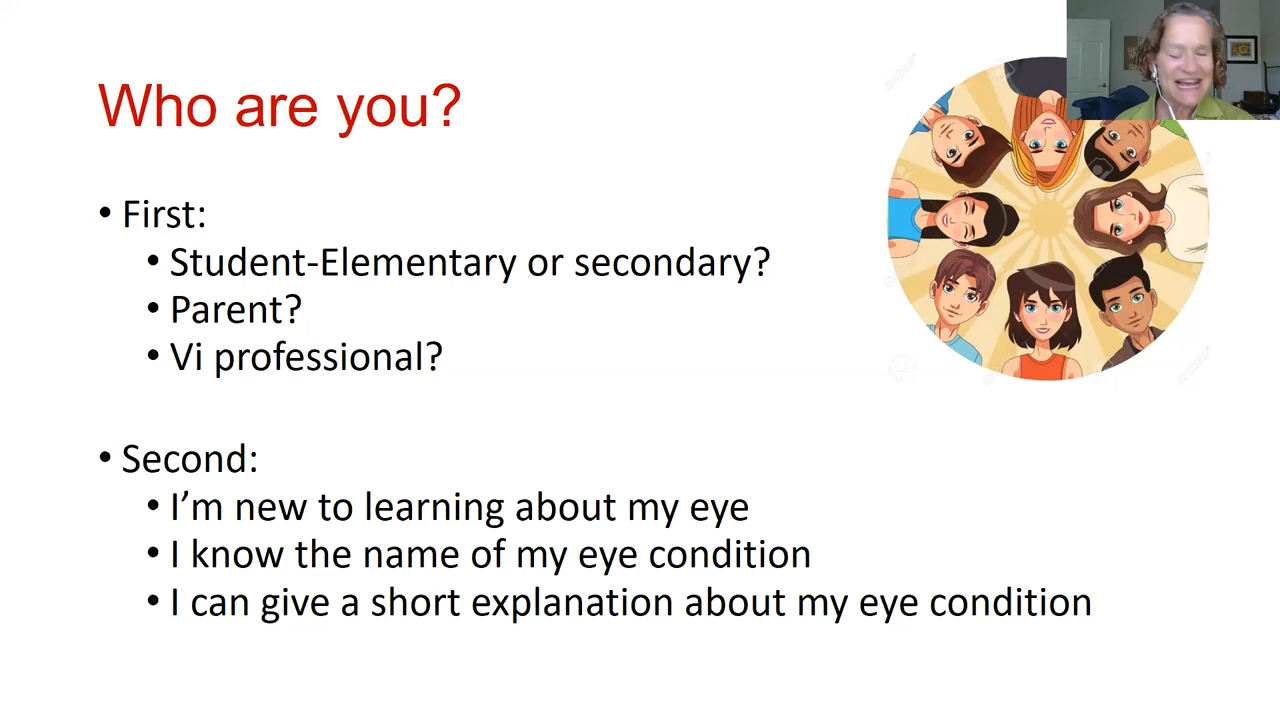 Who are you?
• First:
• Student-Elementary or secondary?
• Parent?
• Vi professional?
• Second:
• I’m new to learning about my eye
• I know the name of my eye condition
• I can give a short explanation about my eye condition